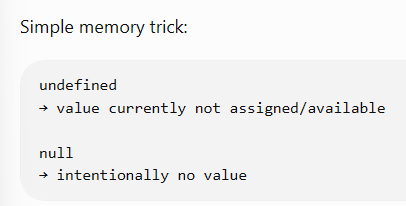 Simple memory trick:
undefined
→ value currently not assigned/available
null
→ intentionally no value